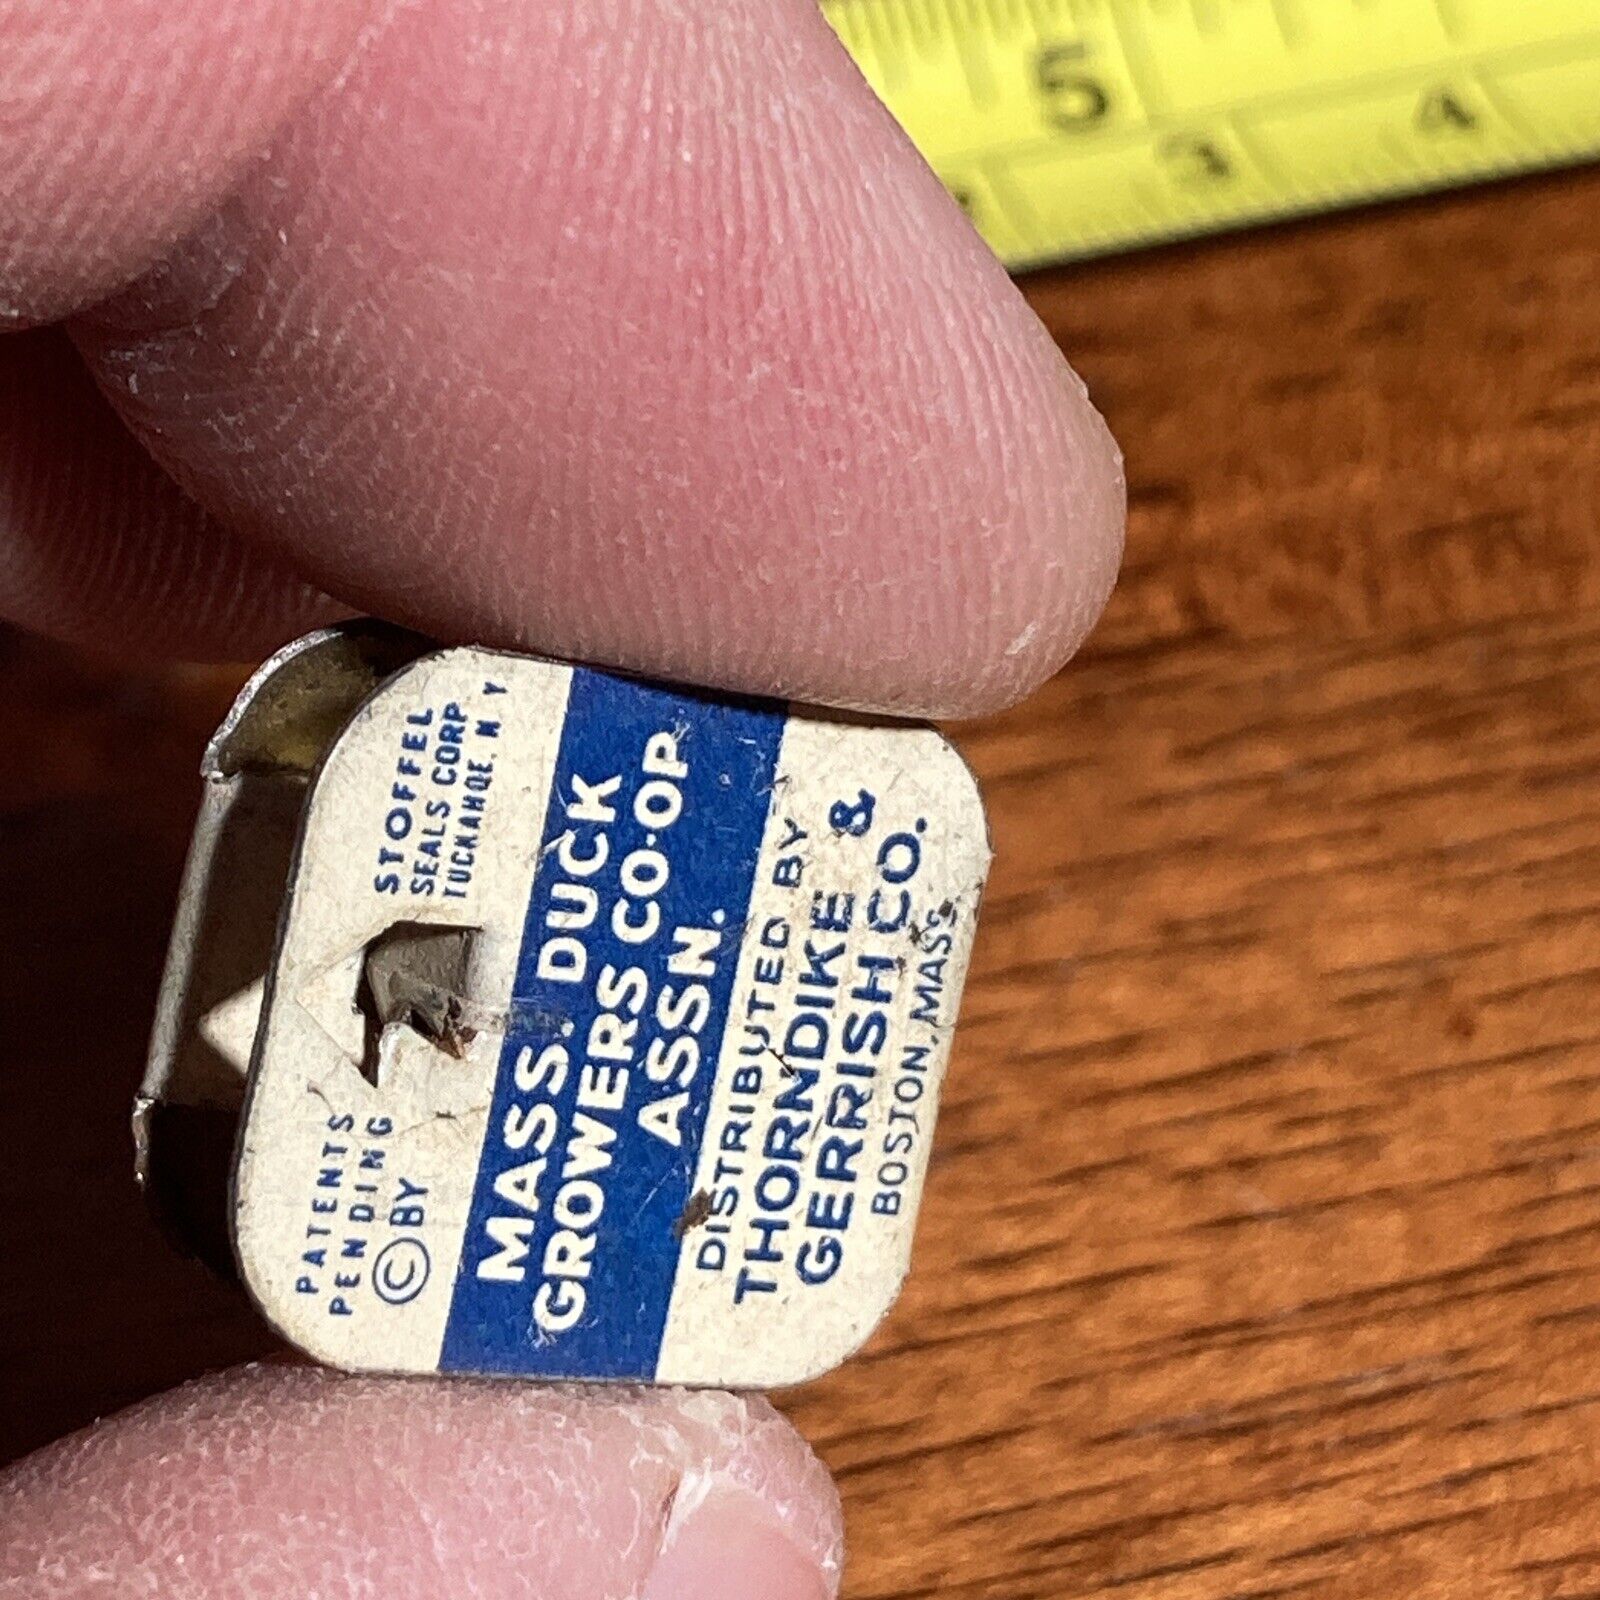 PATENTS
PENDING
© BY
STOFFEL
SEALS CORP
TUCKAHOE, N Y
MASS. DUCK
GROWERS CO-OP
ASSN.
DISTRIBUTED BY
THORNDIKE &
GERRISH CO.
BOSTON, MASS.
5
3
4